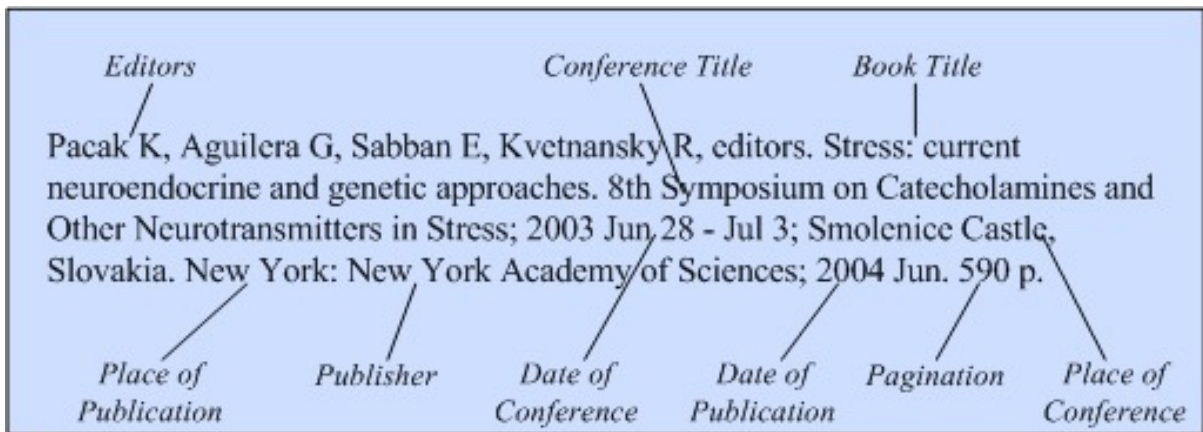 Editors Conference Title Book Title
Pacak K, Aguilera G, Sabban E, Kvetnansky R, editors. Stress: current
neuroendocrine and genetic approaches. 8th Symposium on Catecholamines and
Other Neurotransmitters in Stress; 2003 Jun 28 - Jul 3; Smolenice Castle,
Slovakia. New York: New York Academy of Sciences; 2004 Jun. 590 p.
Place of Publisher Date of Date of Pagination Place of
Publication Conference Publication Conference